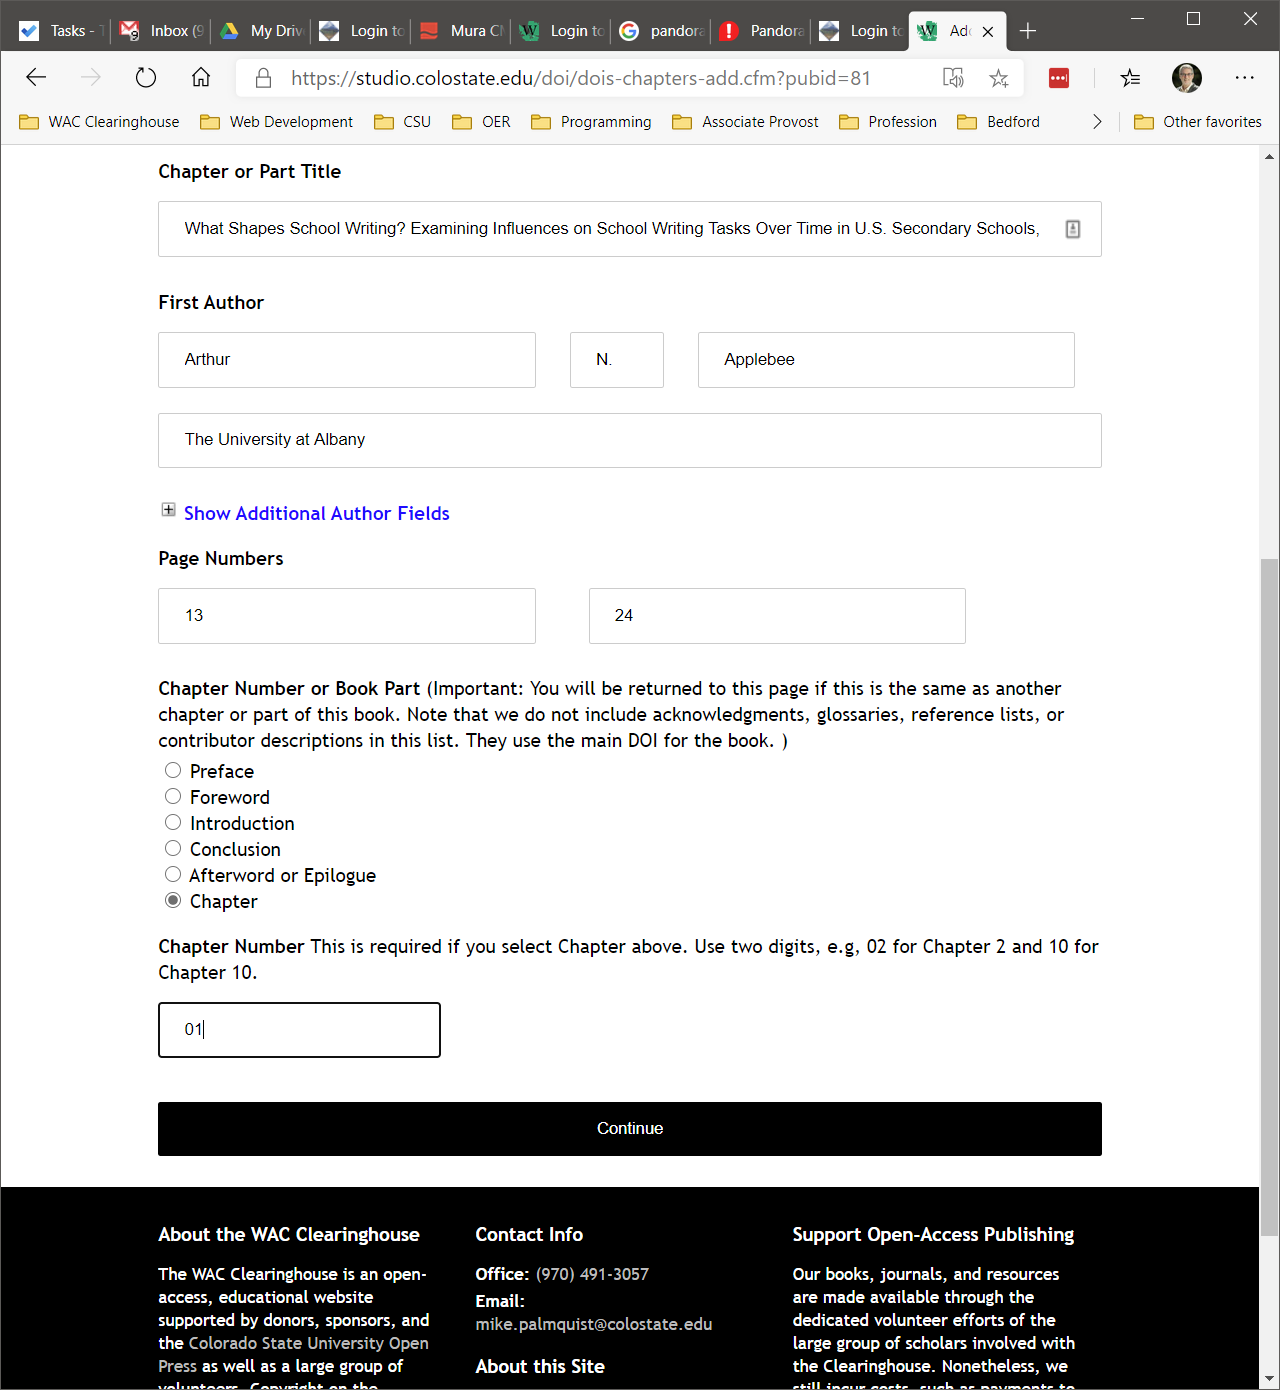 Tasks -
Inbox (9
My Driv
Login to
Mura C
Login to
pandora
Pandora
Login to
Ad
https://studio.colostate.edu/doi/dois-chapters-add.cfm?pubid=81
WAC Clearinghouse
Web Development
CSU
OER
Programming
Associate Provost
Profession
Bedford
Other favorites
Chapter or Part Title
What Shapes School Writing? Examining Influences on School Writing Tasks Over Time in U.S. Secondary Schools,
First Author
Arthur
N.
Applebee
The University at Albany
Show Additional Author Fields
Page Numbers
13
24
Chapter Number or Book Part (Important: You will be returned to this page if this is the same as another
chapter or part of this book. Note that we do not include acknowledgments, glossaries, reference lists, or
contributor descriptions in this list. They use the main DOI for the book. )
Preface
Foreword
Introduction
Conclusion
Afterword or Epilogue
Chapter
Chapter Number This is required if you select Chapter above. Use two digits, e.g, 02 for Chapter 2 and 10 for
Chapter 10.
01
Continue
About the WAC Clearinghouse
The WAC Clearinghouse is an open-
access, educational website
supported by donors, sponsors, and
the Colorado State University Open
Press as well as a large group of
volunteers. Copyright on the
Contact Info
Office: (970) 491-3057
Email:
mike.palmquist@colostate.edu
About this Site
Support Open-Access Publishing
Our books, journals, and resources
are made available through the
dedicated volunteer efforts of the
large group of scholars involved with
the Clearinghouse. Nonetheless, we
still incur costs, such as payments to